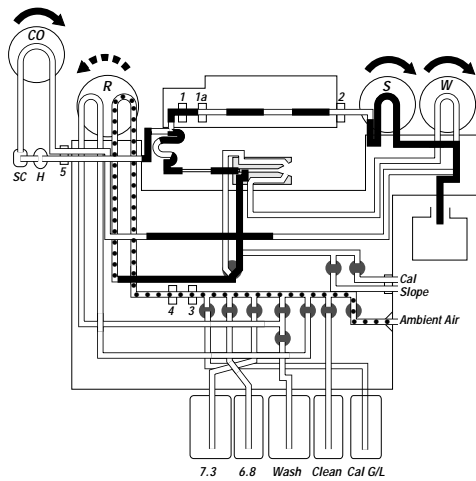 CO
R
S
W
1 1a
2
SC H 5
Cal
Slope
4 3
Ambient Air
7.3 6.8 Wash Clean Cal G/L